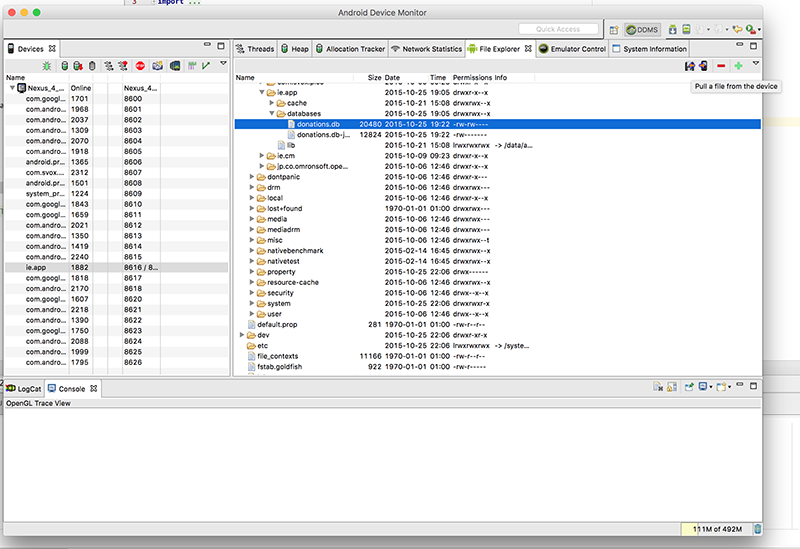 3 import ...
Android Device Monitor
Quick Access
DDMS
Devices
Threads Heap Allocation Tracker Network Statistics File Explorer Emulator Control System Information
Pull a file from the device
Name
Nexus_4_... Online Nexus_4_...
com.googl... 1701 8600
com.andro... 1968 8601
com.andro... 2037 8602
com.andro... 1309 8603
com.andro... 2070 8604
com.andro... 1918 8605
android.pr... 1365 8606
com.svox.... 2312 8607
android.pr... 1501 8608
system_pr... 1224 8609
com.googl... 1843 8610
com.googl... 1659 8611
com.andro... 2021 8612
com.andro... 1350 8613
com.andro... 1419 8614
com.andro... 2240 8615
ie.app 1882 8616 / 8...
com.googl... 1818 8617
com.andro... 2170 8618
com.googl... 1607 8620
com.andro... 2218 8621
com.andro... 1390 8622
com.googl... 1750 8623
com.andro... 2088 8624
com.andro... 1999 8625
com.andro... 1795 8626
Name Size Date Time Permissions Info
ie.app 2015-10-25 19:05 drwxr-x--x
cache 2015-10-21 15:08 drwxrwx--x
databases 2015-10-25 19:05 drwxrwx--x
donations.db 20480 2015-10-25 19:22 -rw-rw----
donations.db-j... 12824 2015-10-25 19:22 -rw-------
lib 2015-10-21 15:08 lrwxrwxrwx -> /data/a...
ie.cm 2015-10-09 09:23 drwxr-x--x
jp.co.omronsoft.ope... 2015-10-06 12:46 drwxr-x--x
dontpanic 2015-10-06 12:46 drwxr-x---
drm 2015-10-06 12:46 drwxrwx---
local 2015-10-06 12:46 drwxr-x--x
lost+found 1970-01-01 01:00 drwxrwx---
media 2015-10-06 12:46 drwxrwx---
mediadrm 2015-10-06 12:46 drwxrwx---
misc 2015-10-06 12:46 drwxrwx--t
nativebenchmark 2015-02-14 16:45 drwxrwxr-x
nativetest 2015-02-14 16:45 drwxrwxr-x
property 2015-10-25 22:06 drwx------
resource-cache 2015-10-06 12:46 drwxrwx--x
security 2015-10-06 12:46 drwx--x--x
system 2015-10-25 22:06 drwxrwxr-x
user 2015-10-06 12:46 drwx--x--x
default.prop 281 1970-01-01 01:00 -rw-r--r--
dev 2015-10-25 22:06 drwxr-xr-x
etc 2015-10-25 22:06 lrwxrwxrwx -> /syste...
file_contexts 11166 1970-01-01 01:00 -rw-r--r--
fstab.goldfish 922 1970-01-01 01:00 -rw-r-----
LogCat Console
OpenGL Trace View
111M of 492M